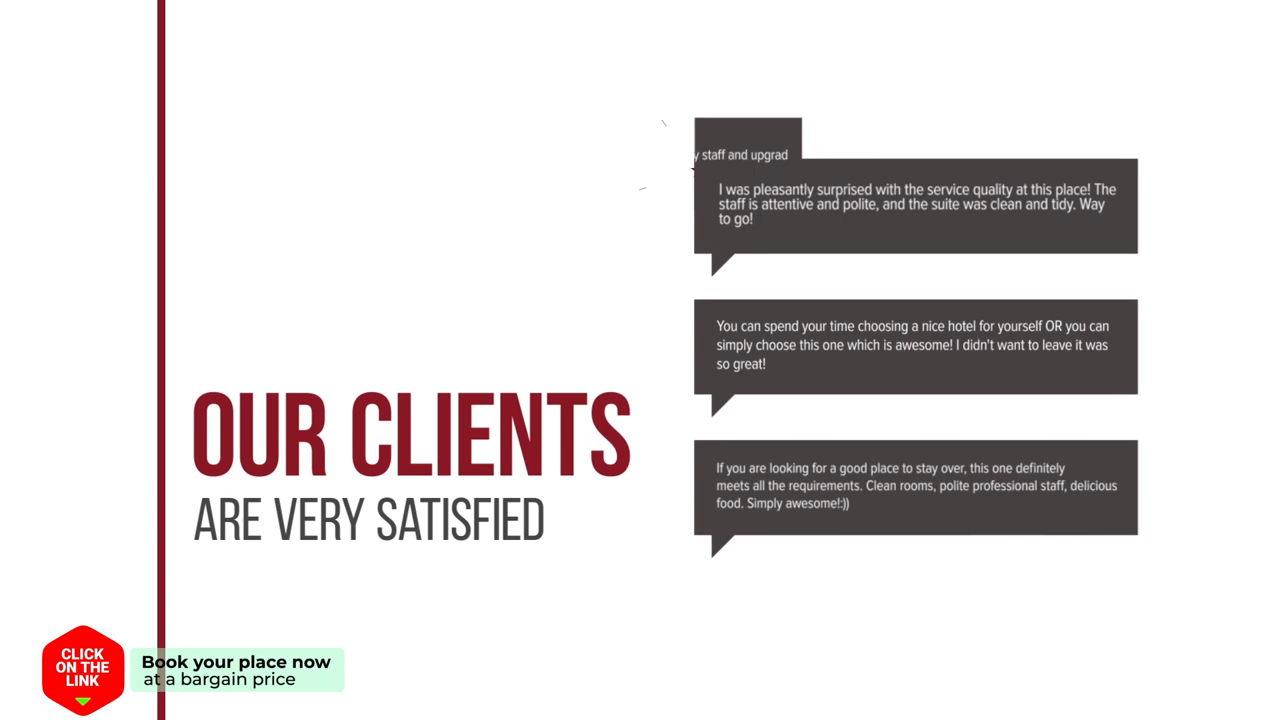 y staff and upgrad
I was pleasantly surprised with the service quality at this place! The
staff is attentive and polite, and the suite was clean and tidy. Way
to go!
You can spend your time choosing a nice hotel for yourself OR you can
simply choose this one which is awesome! I didn't want to leave it was
so great!
If you are looking for a good place to stay over, this one definitely
meets all the requirements. Clean rooms, polite professional staff, delicious
food. Simply awesome!:))
OUR CLIENTS
ARE VERY SATISFIED
CLICK
ON THE
LINK
Book your place now
at a bargain price